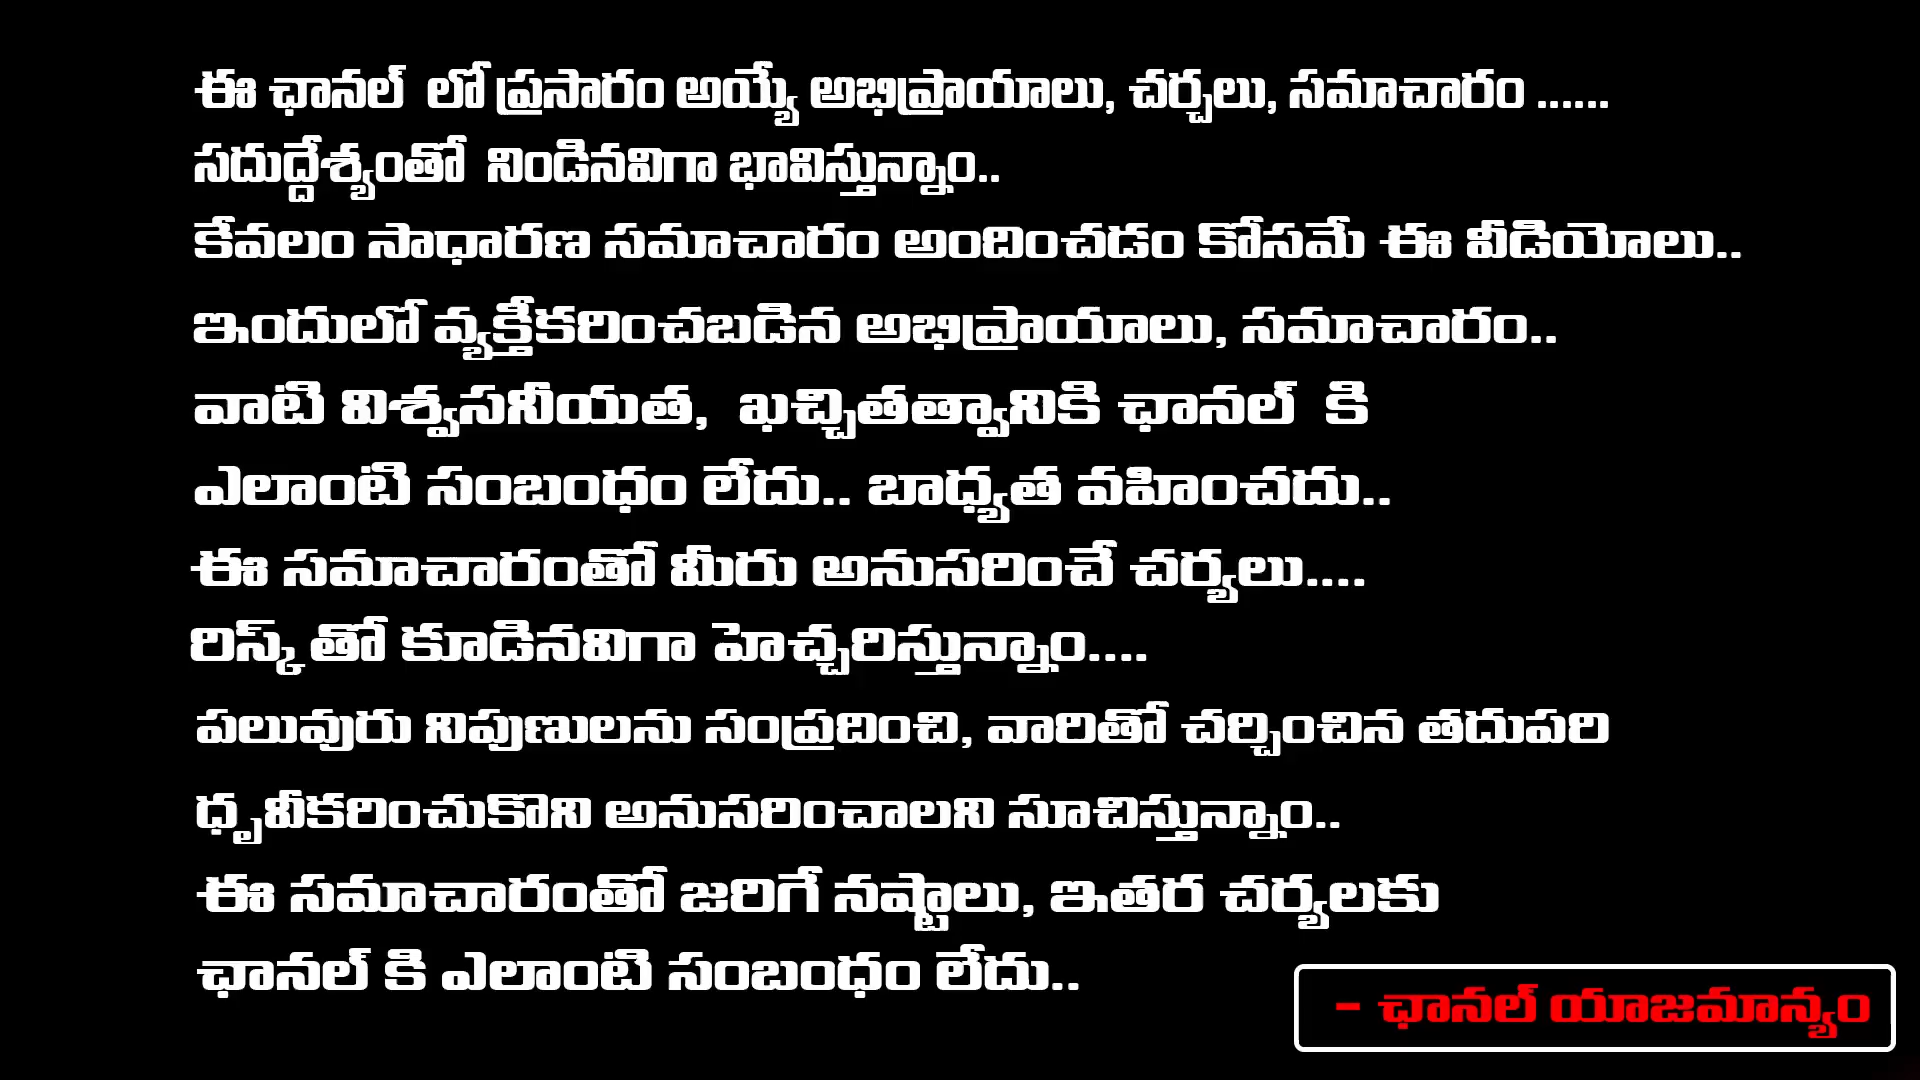 ఈ ఛానల్ లో ప్రసారం అయ్యే అభిప్రాయాలు, చర్చలు, సమాచారం ......
సదుద్దేశ్యంతో నిండినవిగా భావిస్తున్నాం..
కేవలం సాధారణ సమాచారం అందించడం కోసమే ఈ వీడియోలు..
ఇందులో వ్యక్తీకరించబడిన అభిప్రాయాలు, సమాచారం..
వాటి విశ్వసనీయత, ఖచ్చితత్వానికి ఛానల్ కి
ఎలాంటి సంబంధం లేదు.. బాధ్యత వహించదు..
ఈ సమాచారంతో మీరు అనుసరించే చర్యలు....
రిస్క్ తో కూడినవిగా హెచ్చరిస్తున్నాం....
పలువురు నిపుణులను సంప్రదించి, వారితో చర్చించిన తదుపరి
ధృవీకరించుకొని అనుసరించాలని సూచిస్తున్నాం..
ఈ సమాచారంతో జరిగే నష్టాలు, ఇతర చర్యలకు
ఛానల్ కి ఎలాంటి సంబంధం లేదు..
- ఛానల్ యాజమాన్యం